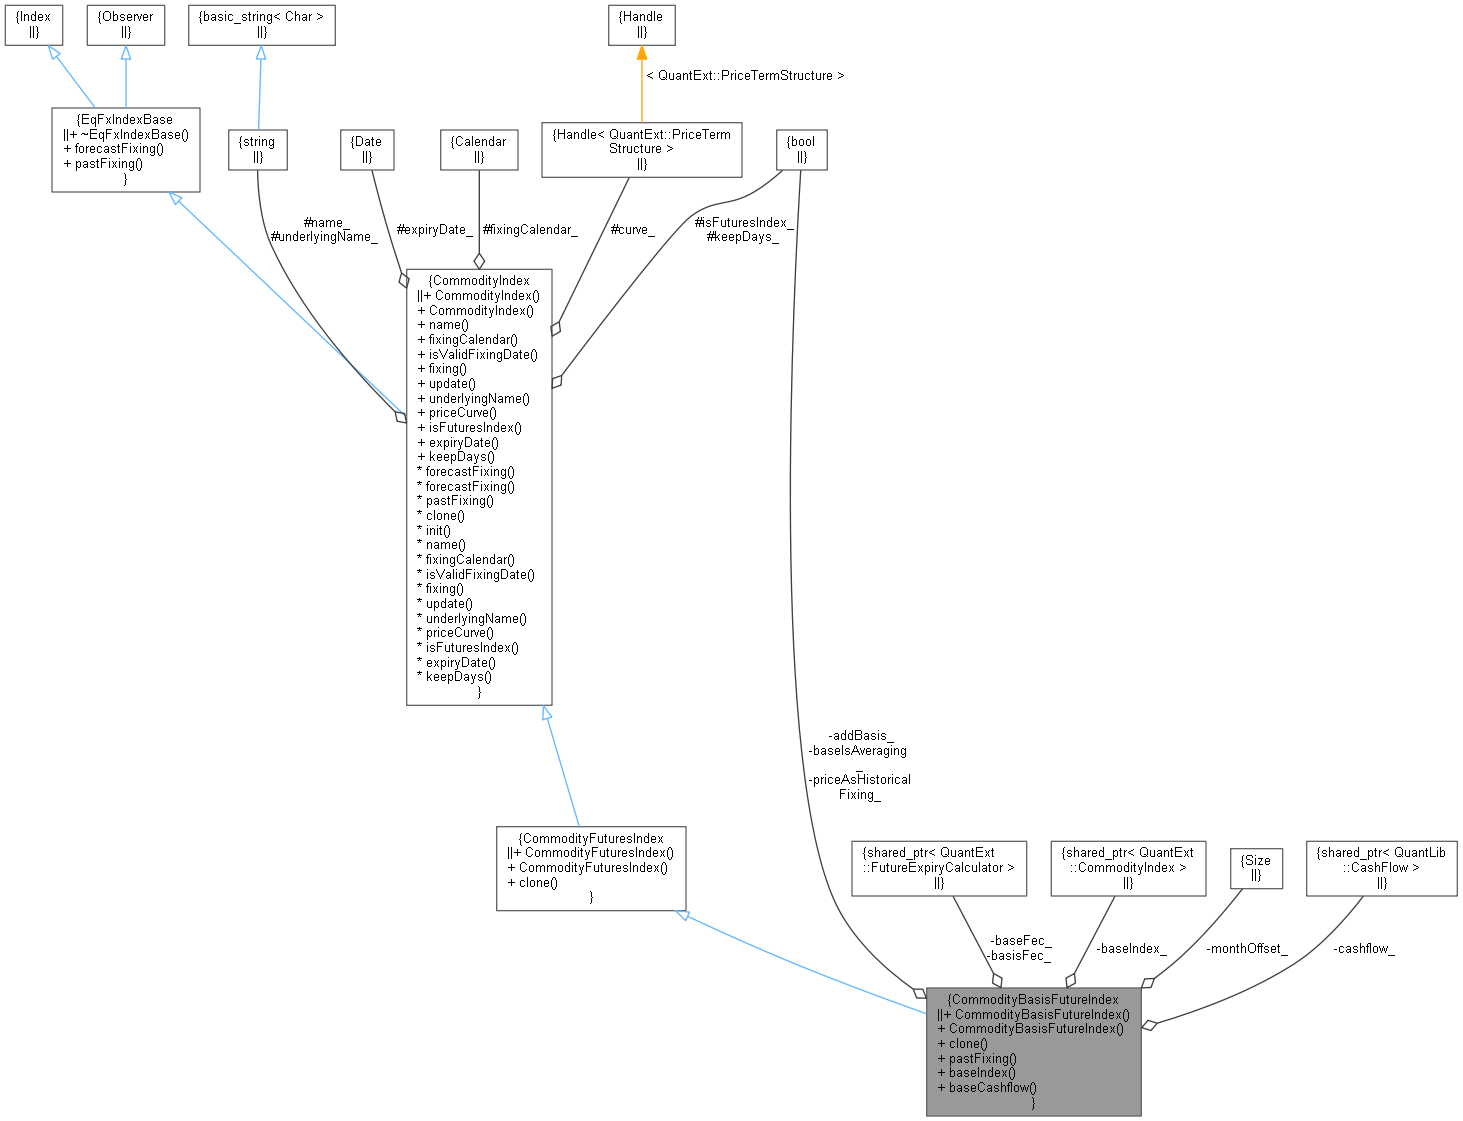 {Index
||}
{Observer
||}
{basic_string< Char >
||}
{Handle
||}
< QuantExt::PriceTermStructure >
{EqFxIndexBase
||+ ~EqFxIndexBase()
+ forecastFixing()
+ pastFixing()
}
{string
||}
{Date
||}
{Calendar
||}
{Handle< QuantExt::PriceTerm
Structure >
||}
{bool
||}
#name_
#underlyingName_
#expiryDate_
#fixingCalendar_
#curve_
#isFuturesIndex_
#keepDays_
{CommodityIndex
||+ CommodityIndex()
+ CommodityIndex()
+ name()
+ fixingCalendar()
+ isValidFixingDate()
+ fixing()
+ update()
+ underlyingName()
+ priceCurve()
+ isFuturesIndex()
+ expiryDate()
+ keepDays()
* forecastFixing()
* forecastFixing()
* pastFixing()
* clone()
* init()
* name()
* fixingCalendar()
* isValidFixingDate()
* fixing()
* update()
* underlyingName()
* priceCurve()
* isFuturesIndex()
* expiryDate()
* keepDays()
}
-addBasis_
-baseIsAveraging
_
-priceAsHistorical
Fixing_
{CommodityFuturesIndex
||+ CommodityFuturesIndex()
+ CommodityFuturesIndex()
+ clone()
}
{shared_ptr< QuantExt
::FutureExpiryCalculator >
||}
{shared_ptr< QuantExt
::CommodityIndex >
||}
{Size
||}
{shared_ptr< QuantLib
::CashFlow >
||}
-baseFec_
-basisFec_
-baseIndex_
-monthOffset_
-cashflow_
{CommodityBasisFutureIndex
||+ CommodityBasisFutureIndex()
+ CommodityBasisFutureIndex()
+ clone()
+ pastFixing()
+ baseIndex()
+ baseCashflow()
}